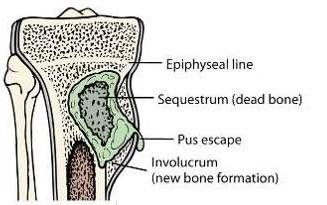 Epiphyseal line
Sequestrum (dead bone)
Pus escape
Involucrum
(new bone formation)